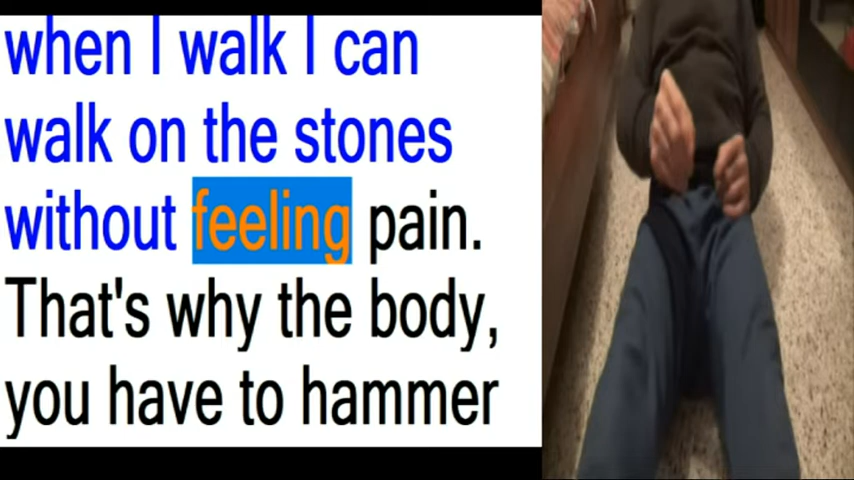 when I walk I can
walk on the stones
without feeling pain.
That's why the body,
you have to hammer